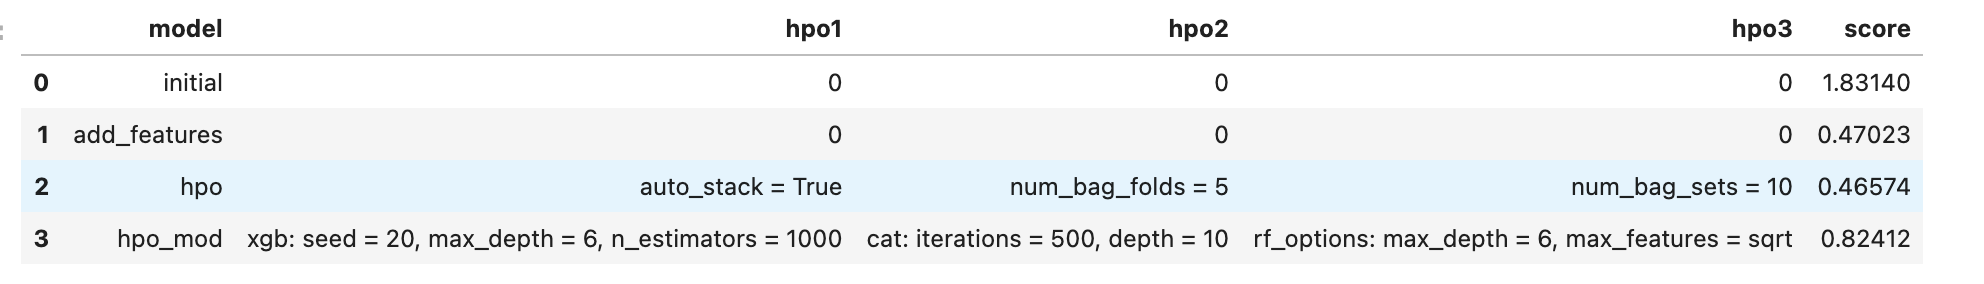 model hpo1 hpo2 hpo3 score
0 initial 0 0 0 1.83140
1 add_features 0 0 0 0.47023
2 hpo auto_stack = True num_bag_folds = 5 num_bag_sets = 10 0.46574
3 hpo_mod xgb: seed = 20, max_depth = 6, n_estimators = 1000 cat: iterations = 500, depth = 10 rf_options: max_depth = 6, max_features = sqrt 0.82412